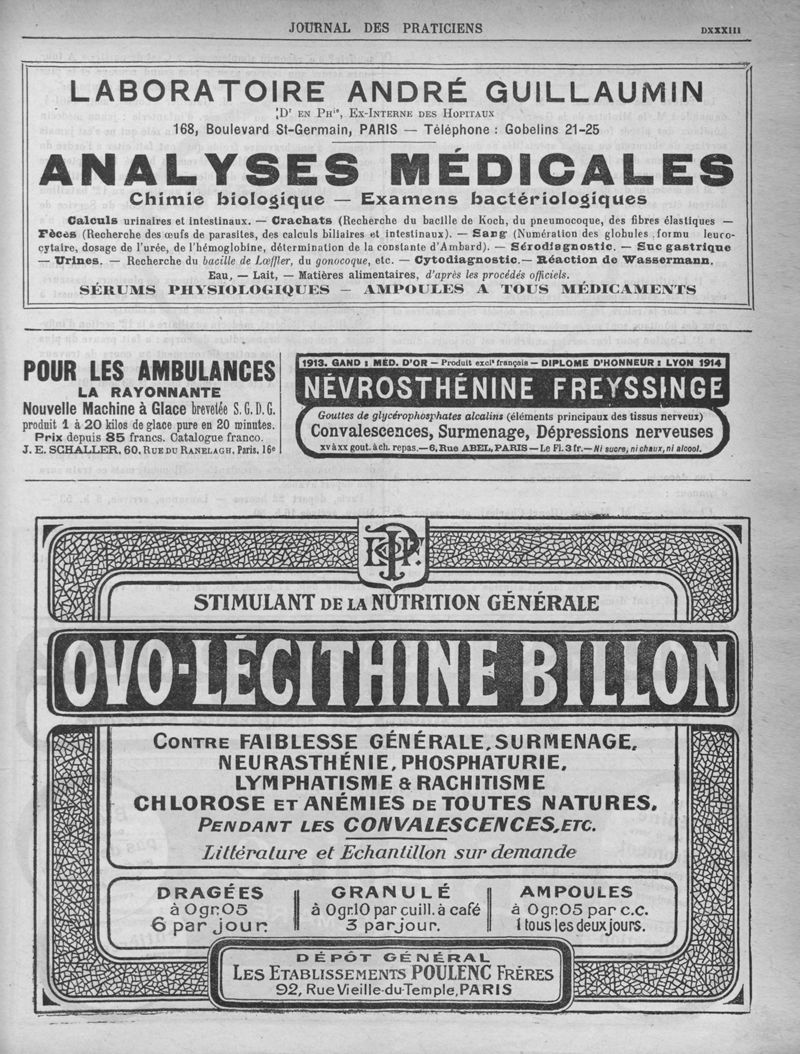 JOURNAL DES PRATICIENS
DXXXIII
LABORATOIRE ANDRÉ GUILLAUMIN
Dr EN Phie, EX-INTERNE DES HOPITAUX
168, Boulevard St-Germain, PARIS — Téléphone : Gobelins 21-25
ANALYSES MÉDICALES
Chimie biologique — Examens bactériologiques
Calculs urinaires et intestinaux. — Crachats (Recherche du bacille de Koch, du pneumocoque, des fibres élastiques —
Fèces (Recherche des œufs de parasites, des calculs biliaires et intestinaux). — Sang (Numération des globules, formu leuco-
cytaire, dosage de l'urée, de l'hémoglobine, détermination de la constante d'Ambard). — Sérodiagnostic. — Suc gastrique
— Urines. — Recherche du bacille de Lœffler, du gonocoque, etc. — Cytodiagnostic. — Réaction de Wassermann.
Eau, — Lait, — Matières alimentaires, d'après les procédés officiels.
SÉRUMS PHYSIOLOGIQUES — AMPOULES A TOUS MÉDICAMENTS
POUR LES AMBULANCES
LA RAYONNANTE
Nouvelle Machine à Glace brevetée S.G.D.G.
produit 1 à 20 kilos de glace pure en 20 minutes.
Prix depuis 85 francs. Catalogue franco.
J. E. SCHALLER, 60, RUE DU RANELAGH, Paris, 16e
1913. GAND : MÉD. D'OR — Produit exclt français — DIPLOME D'HONNEUR : LYON 1914
NÉVROSTHÉNINE FREYSSINGE
Gouttes de glycérophosphates alcalins (éléments principaux des tissus nerveux)
Convalescences, Surmenage, Dépressions nerveuses
XV à XX gout. à ch. repas. — 6, Rue ABEL, PARIS — Le Fl. 3 fr. — Ni sucre, ni chaux, ni alcool.
STIMULANT DE LA NUTRITION GÉNÉRALE
OVO-LÉCITHINE BILLON
CONTRE FAIBLESSE GÉNÉRALE, SURMENAGE,
NEURASTHÉNIE, PHOSPHATURIE,
LYMPHATISME & RACHITISME
CHLOROSE ET ANÉMIES DE TOUTES NATURES,
PENDANT LES CONVALESCENCES, ETC.
Littérature et Echantillon sur demande
DRAGÉES
à 0gr.05
6 par jour
GRANULÉ
à 0gr.10 par cuill. à café
3 par jour.
AMPOULES
à 0gr.05 par c.c.
1 tous les deux jours.
DÉPÔT GÉNÉRAL
LES ETABLISSEMENTS POULENC FRÈRES
92, Rue Vieille-du-Temple, PARIS